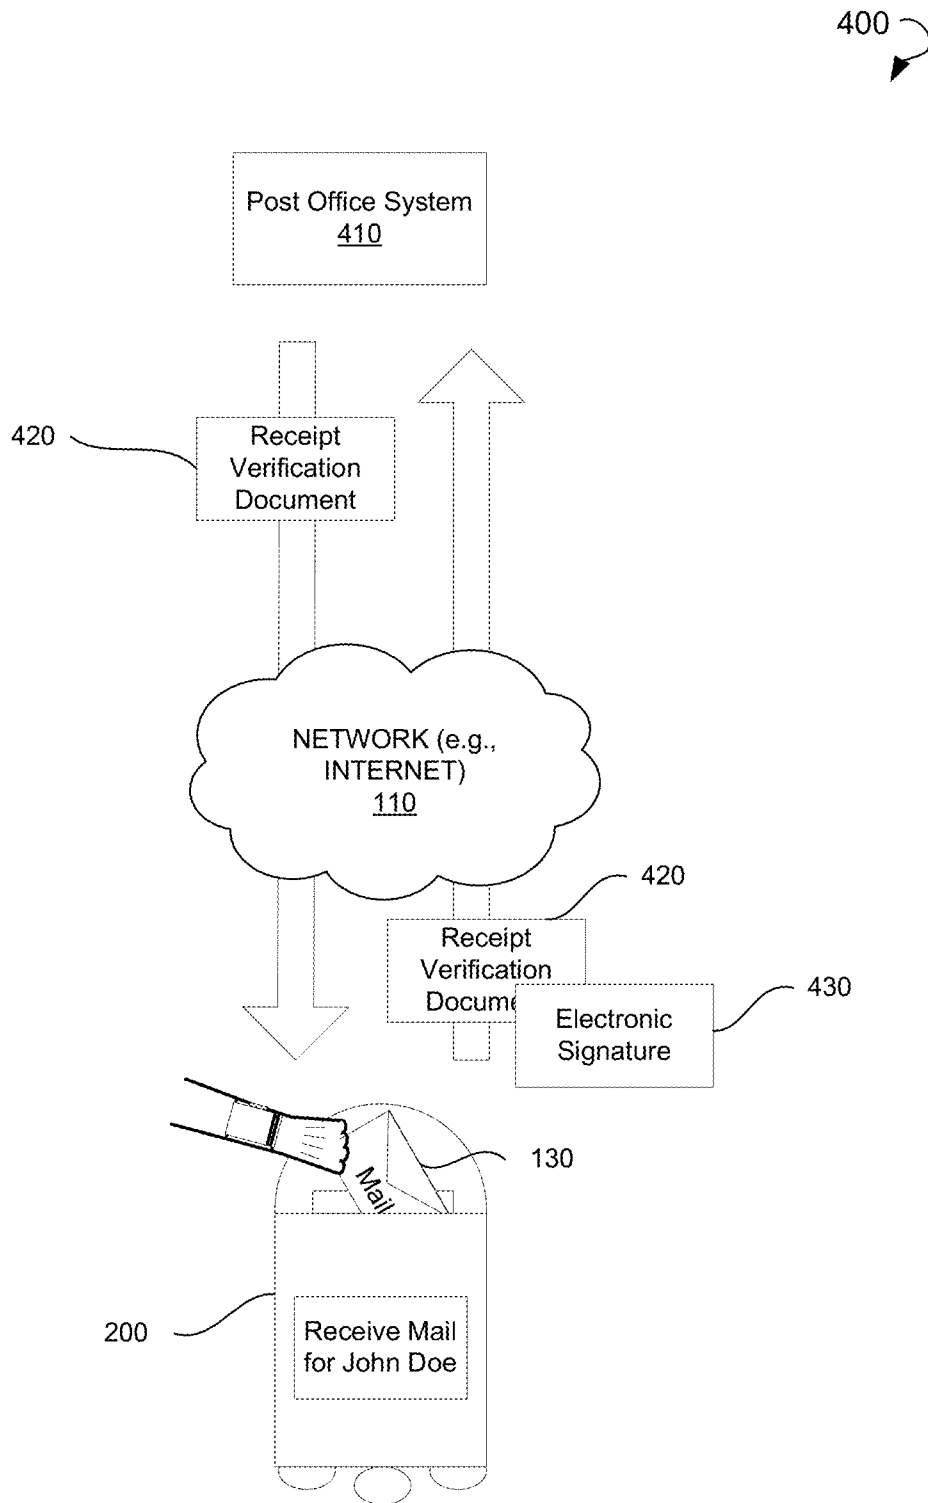 400
Post Office System
410
420
Receipt
Verification
Document
NETWORK (e.g.,
INTERNET)
110
420
Receipt
Verification
Docume
430
Electronic
Signature
130
Mail
200
Receive Mail
for John Doe